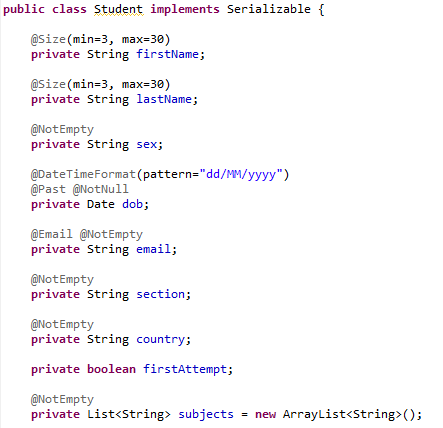 public class Student implements Serializable {
@Size(min=3, max=30)
private String firstName;
@Size(min=3, max=30)
private String lastName;
@NotEmpty
private String sex;
@DateTimeFormat(pattern="dd/MM/yyyy")
@Past @NotNull
private Date dob;
@Email @NotEmpty
private String email;
@NotEmpty
private String section;
@NotEmpty
private String country;
private boolean firstAttempt;
@NotEmpty
private List<String> subjects = new ArrayList<String>();